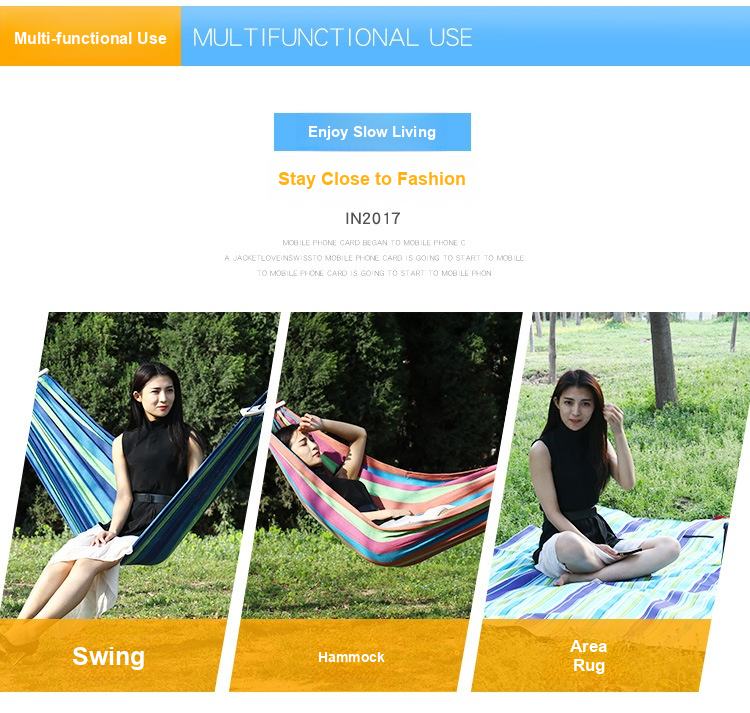 Multi-functional Use
MULTIFUNCTIONAL USE
Enjoy Slow Living
Stay Close to Fashion
IN2017
MOBILE PHONE CARD BEGAN TO MOBILE PHONE C
A JACKETLOVEINSWISSTO MOBILE PHONE CARD IS GOING TO START TO MOBILE
TO MOBILE PHONE CARD IS GOING TO START TO MOBILE PHON
Swing
Hammock
Area
Rug